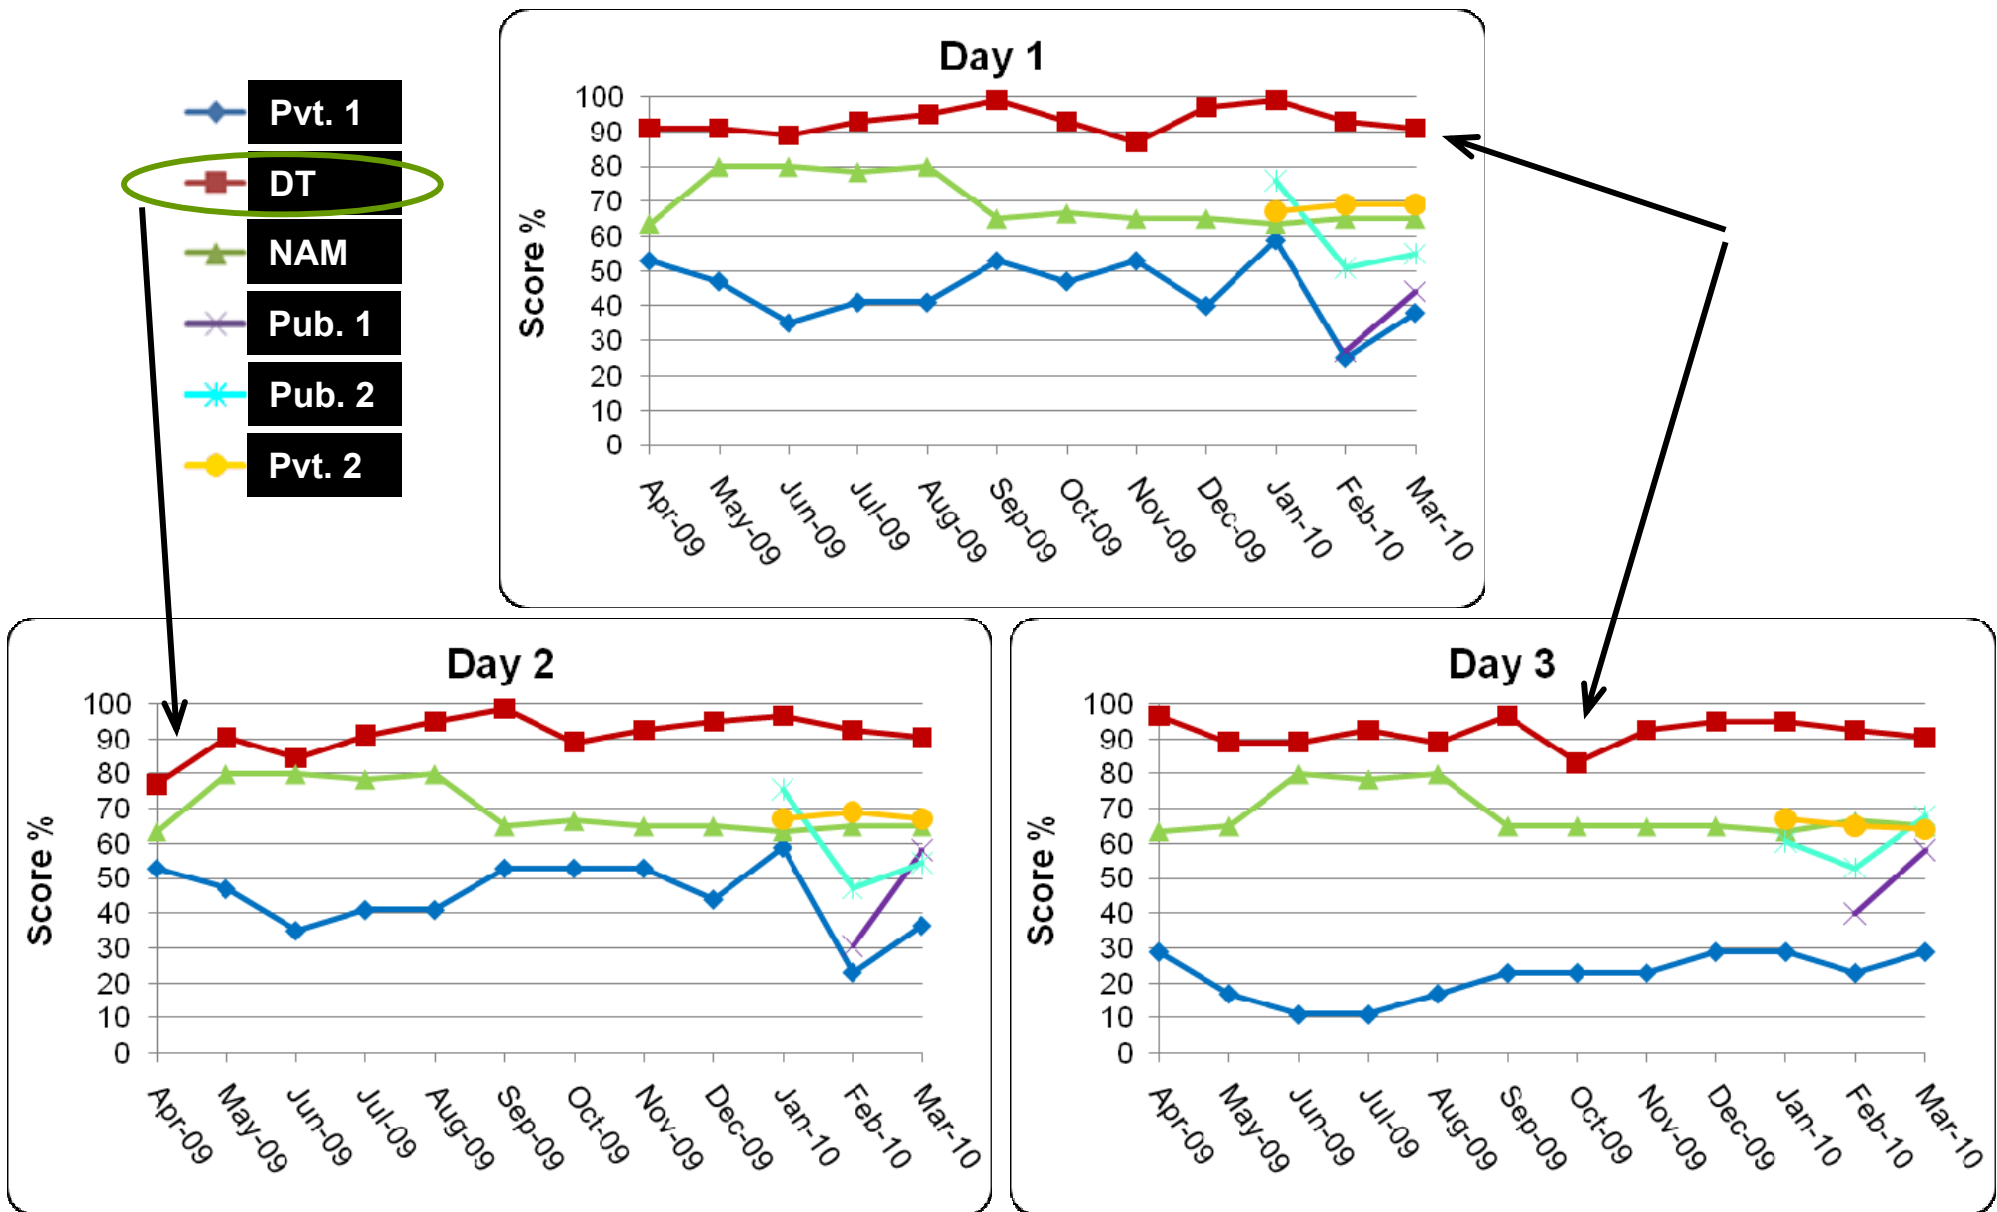 Pvt. 1
DT
NAM
Pub. 1
Pub. 2
Pvt. 2
Day 1
Score %
100
90
80
70
60
50
40
30
20
10
0
Apr-09
May-09
Jun-09
Jul-09
Aug-09
Sep-09
Oct-09
Nov-09
Dec-09
Jan-10
Feb-10
Mar-10
Day 2
Score %
100
90
80
70
60
50
40
30
20
10
0
Apr-09
May-09
Jun-09
Jul-09
Aug-09
Sep-09
Oct-09
Nov-09
Dec-09
Jan-10
Feb-10
Mar-10
Day 3
Score %
100
90
80
70
60
50
40
30
20
10
0
Apr-09
May-09
Jun-09
Jul-09
Aug-09
Sep-09
Oct-09
Nov-09
Dec-09
Jan-10
Feb-10
Mar-10